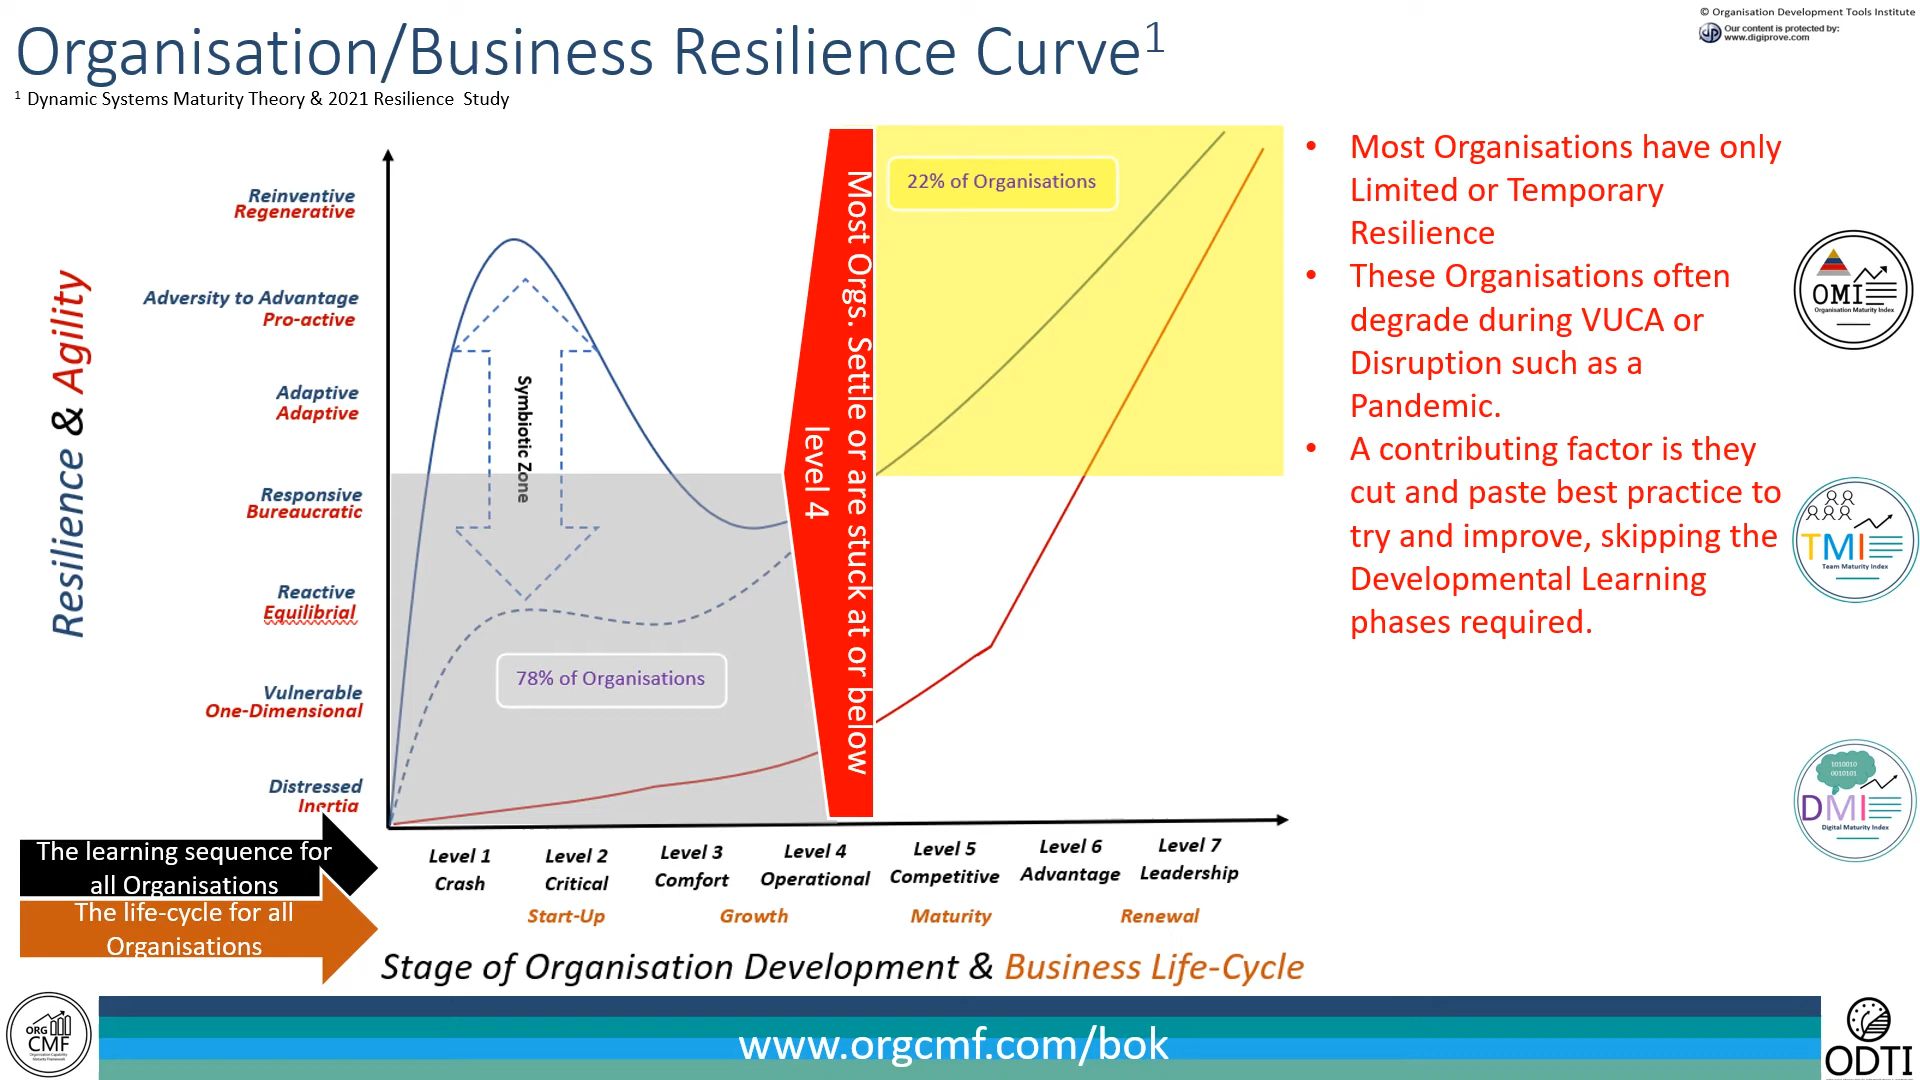 © Organisation Development Tools Institute
Our content is protected by:
www.digiprove.com
Organisation/Business Resilience Curve1
1 Dynamic Systems Maturity Theory & 2021 Resilience Study
Resilience & Agility
Reinventive
Regenerative
Adversity to Advantage
Pro-active
Adaptive
Adaptive
Responsive
Bureaucratic
Reactive
Equilibrial
Vulnerable
One-Dimensional
Distressed
Inertia
Symbiotic Zone
78% of Organisations
Most Orgs. Settle or are stuck at or below
level 4
22% of Organisations
• Most Organisations have only
Limited or Temporary
Resilience
• These Organisations often
degrade during VUCA or
Disruption such as a
Pandemic.
• A contributing factor is they
cut and paste best practice to
try and improve, skipping the
Developmental Learning
phases required.
OMI
Organisation Maturity Index
TMI
Team Maturity Index
1010010
0010101
DMI
Digital Maturity Index
The learning sequence for
all Organisations
The life-cycle for all
Organisations
Level 1
Crash
Level 2
Critical
Level 3
Comfort
Level 4
Operational
Level 5
Competitive
Level 6
Advantage
Level 7
Leadership
Start-Up
Growth
Maturity
Renewal
Stage of Organisation Development & Business Life-Cycle
ORG
CMF
Organisation Capability
Maturity Framework
www.orgcmf.com/bok
ODTI